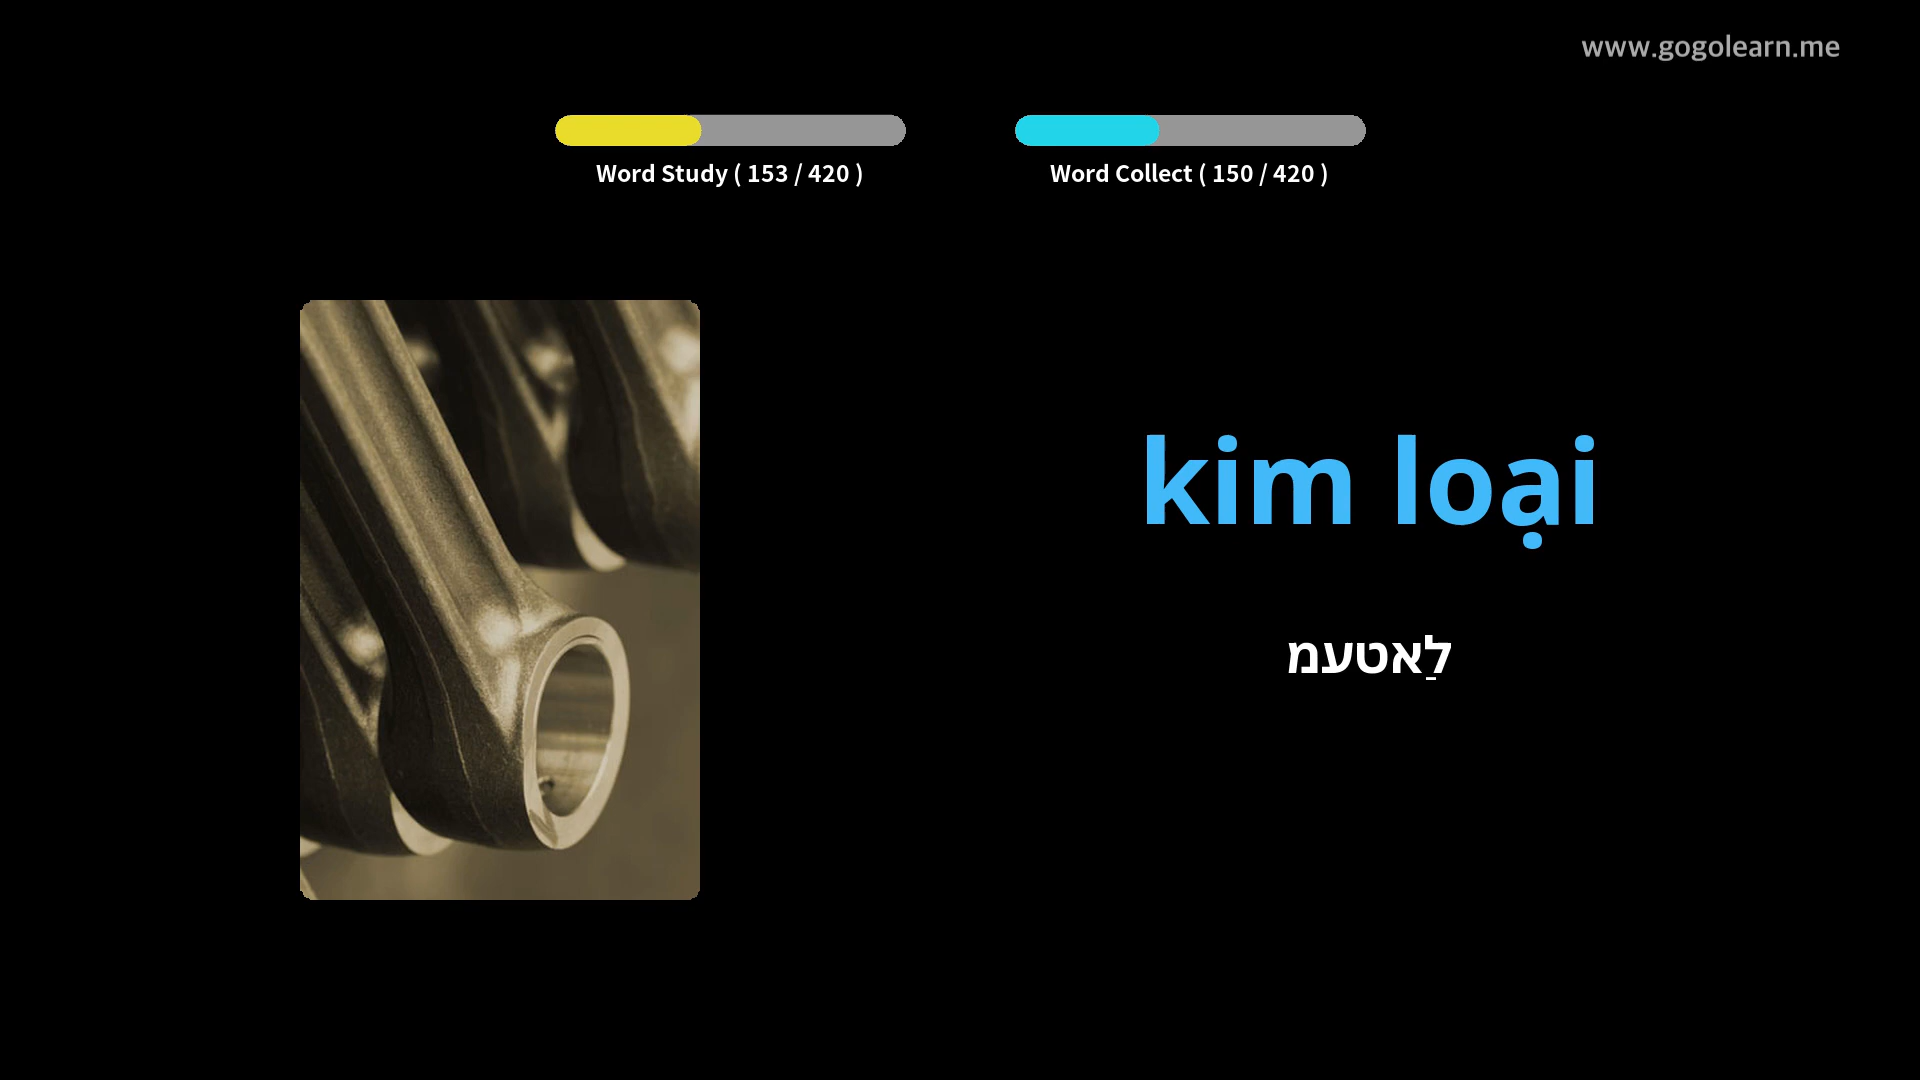 www.gogolearn.me
Word Study ( 153 / 420 )
Word Collect ( 150 / 420 )
kim loại
לַאטעמ